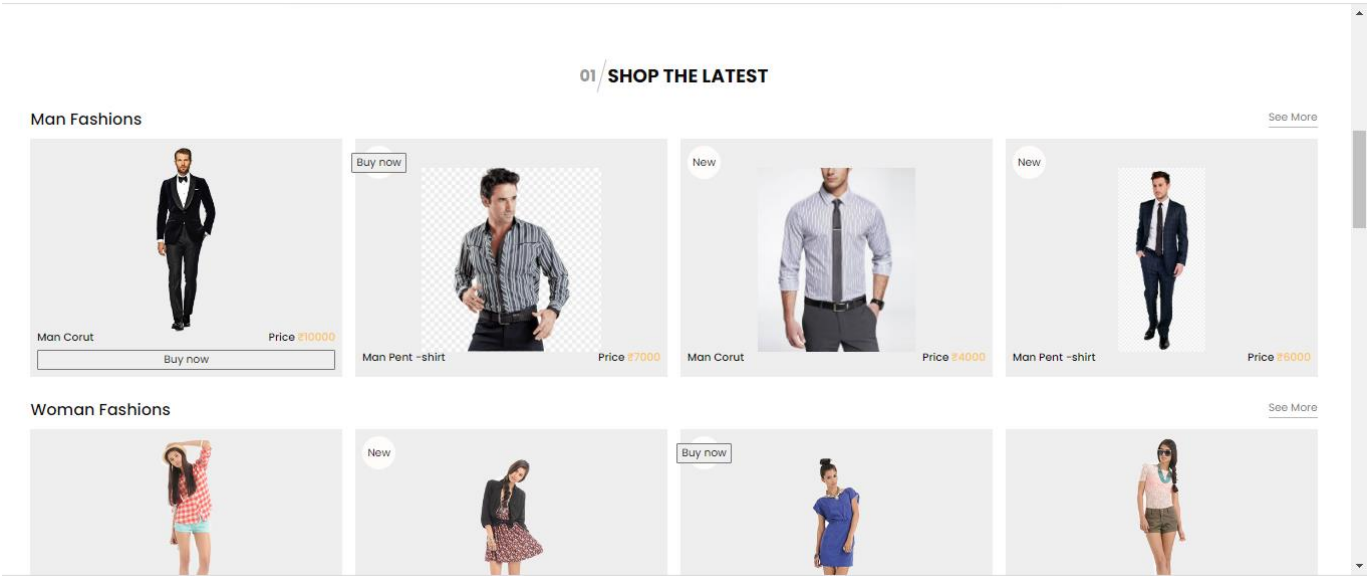 01 SHOP THE LATEST
Man Fashions
See More
Buy now
New
New
Man Corut
Price ₹10000
Buy now
Man Pent -shirt
Price ₹7000
Man Corut
Price ₹4000
Man Pent -shirt
Price ₹6000
Woman Fashions
See More
New
Buy now